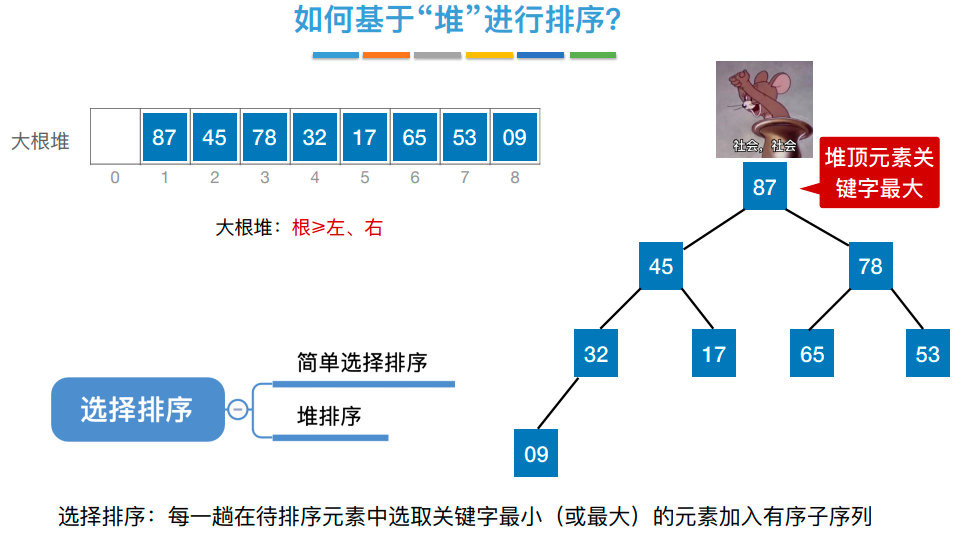 如何基于“堆”进行排序?
大根堆
87 45 78 32 17 65 53 09
0 1 2 3 4 5 6 7 8
大根堆：根≥左、右
社会，社会
堆顶元素关
键字最大
87
45 78
32 17 65 53
09
选择排序
简单选择排序
堆排序
选择排序：每一趟在待排序元素中选取关键字最小（或最大）的元素加入有序子序列